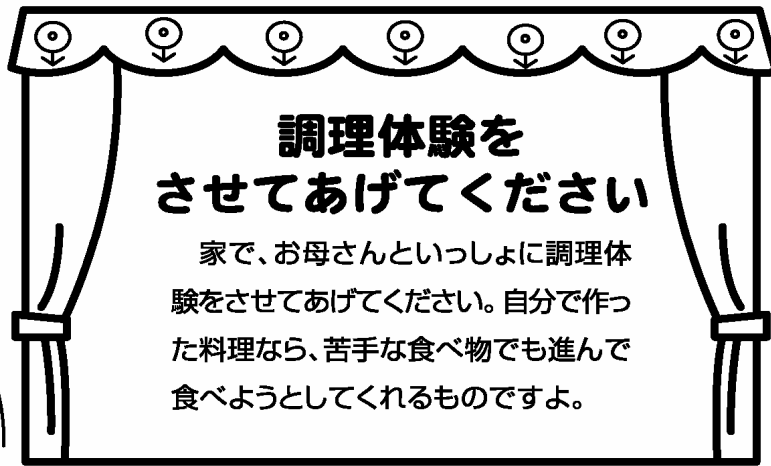 調理体験を
させてあげてください
　家で、お母さんといっしょに調理体
験をさせてあげてください。自分で作っ
た料理なら、苦手な食べ物でも進んで
食べようとしてくれるものですよ。